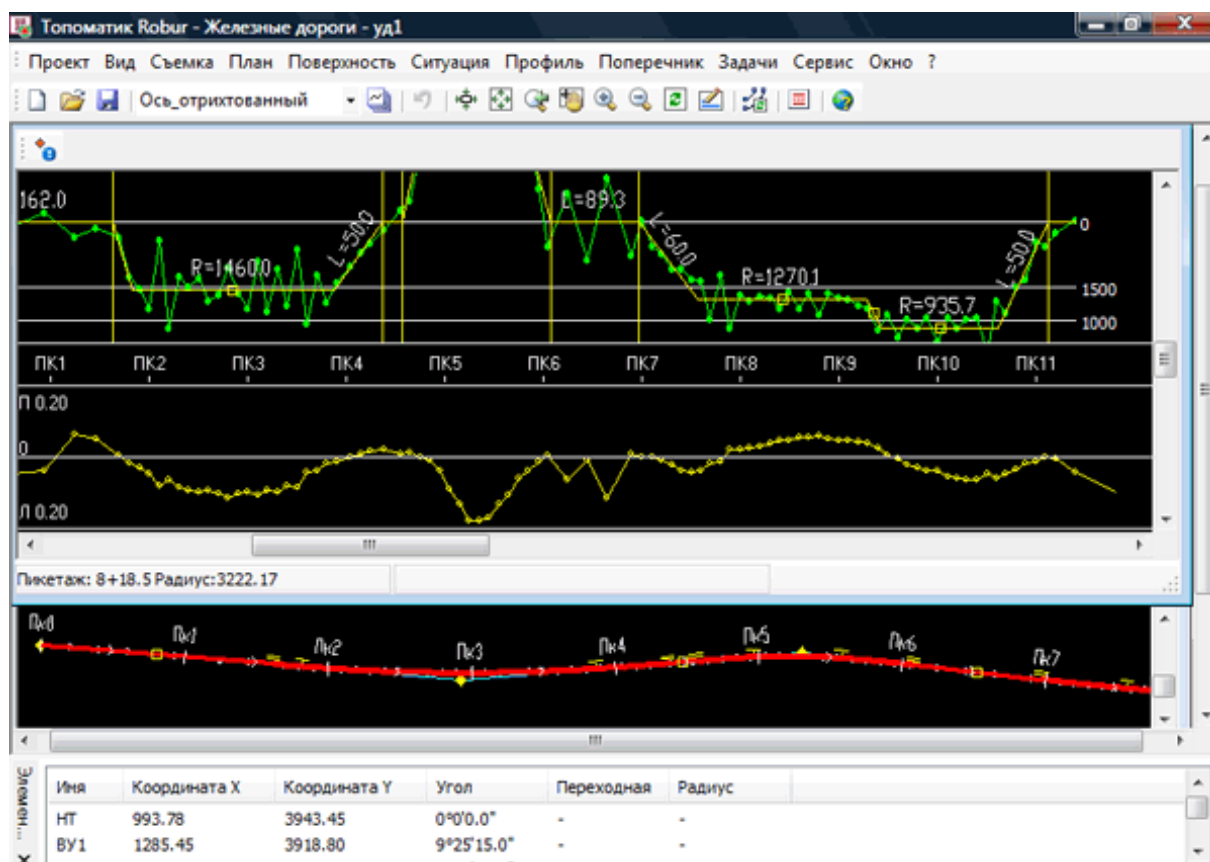 Топоматик Robur - Железные дороги - уд1
Проект Вид Съемка План Поверхность Ситуация Профиль Поперечник Задачи Сервис Окно ?
Ось_отрихтованный
162.0
L=50.0
L=89.3
L=60.0
L=50.0
0
R=1460.0
R=1270.1
R=935.7
1500
1000
ПК1 ПК2 ПК3 ПК4 ПК5 ПК6 ПК7 ПК8 ПК9 ПК10 ПК11
П 0.20
0
Л 0.20
Пикетаж: 8+18.5 Радиус:3222.17
Пк0 Пк1 Пк2 Пк3 Пк4 Пк5 Пк6 Пк7
Элемен...
Имя Координата X Координата Y Угол Переходная Радиус
НТ 993.78 3943.45 0°0'0.0" - -
ВУ1 1285.45 3918.80 9°25'15.0" - -